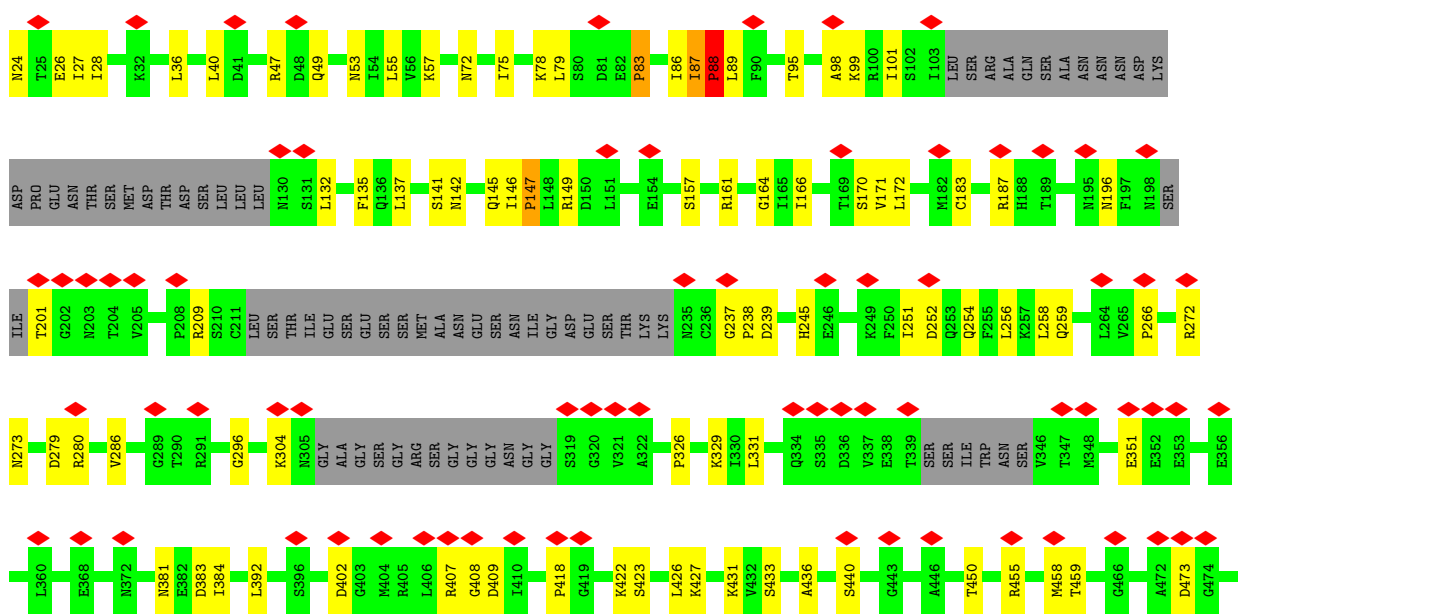 N24 T25 E26 I27 I28 K32 L36 L40 D41 R47 D48 Q49 N53 I54 L55 V56 K57 N72 I75 K78 L79 S80 D81 E82 P83 I86 I87 P88 L89 F90 T95 A98 K99 R100 I101 S102 I103 LEU SER ARG ALA GLN SER ALA ASN ASN ASN ASP LYS
ASP PRO GLU ASN THR SER MET ASP THR ASP SER LEU LEU LEU N130 S131 L132 F135 Q136 L137 S141 N142 Q145 I146 P147 L148 R149 D150 L151 E154 S157 R161 G164 I165 I166 T169 S170 V171 L172 M182 C183 R187 H188 T189 N195 N196 F197 N198 SER
ILE T201 G202 N203 T204 V205 P208 R209 S210 C211 LEU SER THR ILE GLU SER GLU SER SER MET ALA ASN GLU SER ASN ILE GLY ASP GLU SER THR LYS LYS N235 C236 G237 P238 D239 H245 E246 K249 F250 I251 D252 Q253 Q254 F255 L256 K257 L258 Q259 L264 V265 P266 R272
N273 D279 R280 V286 G289 T290 R291 G296 K304 N305 GLY ALA GLY SER GLY ARG SER GLY GLY GLY ASN GLY GLY S319 G320 V321 A322 P326 K329 I330 L331 Q334 S335 D336 V337 E338 T339 SER SER ILE TRP ASN SER V346 T347 M348 E351 E352 E353 E356
L360 E368 N372 N381 E382 D383 I384 L392 S396 D402 G403 M404 R405 L406 R407 G408 D409 I410 P418 G419 K422 S423 L426 K427 K431 V432 S433 A436 S440 G443 A446 T450 R455 M458 T459 G466 A472 D473 G474